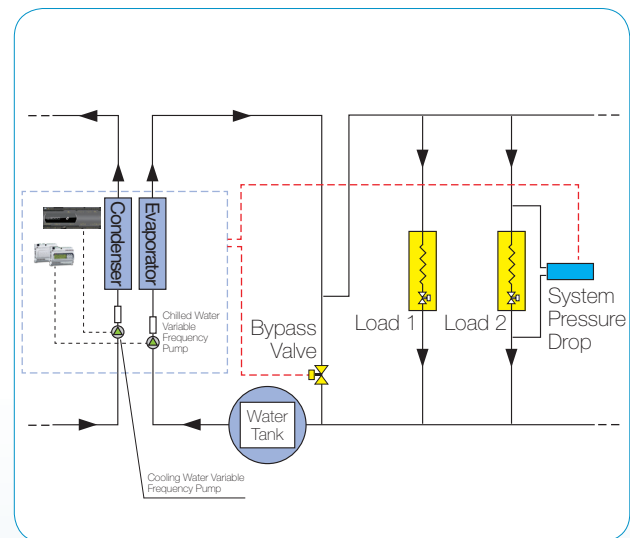 Condenser
Evaporator
Chilled Water
Variable
Frequency
Pump
Bypass
Valve
Load 1
Load 2
System
Pressure
Drop
Water
Tank
Cooling Water Variable
Frequency Pump